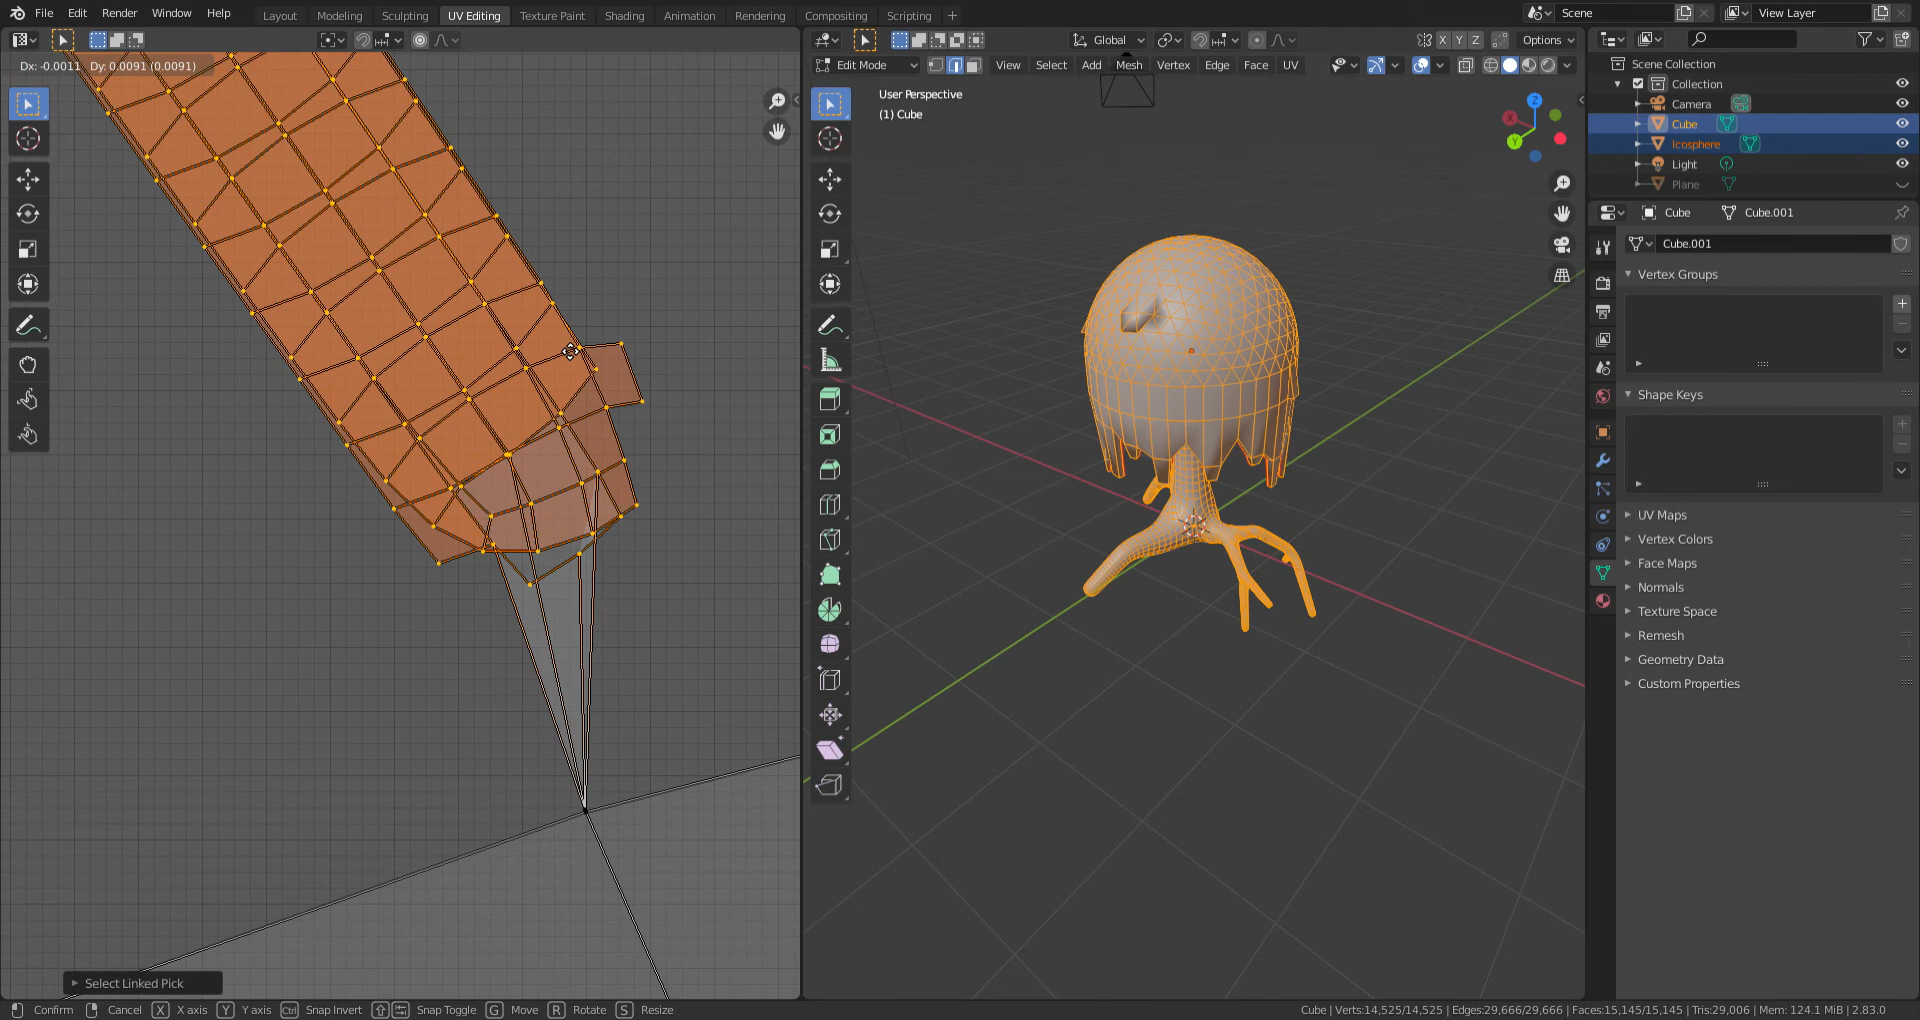 File Edit Render Window Help Layout Modeling Sculpting UV Editing Texture Paint Shading Animation Rendering Compositing Scripting + Scene View Layer
Global X Y Z Options
Dx: -0.0011 Dy: 0.0091 (0.0091) Edit Mode View Select Add Mesh Vertex Edge Face UV
User Perspective
(1) Cube
Z
X
Y
Scene Collection
Collection
Camera
Cube
Icosphere
Light
Plane
Cube Cube.001
Cube.001
Vertex Groups
Shape Keys
UV Maps
Vertex Colors
Face Maps
Normals
Texture Space
Remesh
Geometry Data
Custom Properties
Select Linked Pick
Confirm Cancel X X axis Y Y axis Ctrl Snap Invert Snap Toggle G Move R Rotate S Resize Cube | Verts:14,525/14,525 | Edges:29,666/29,666 | Faces:15,145/15,145 | Tris:29,006 | Mem: 124.1 MiB | 2.83.0